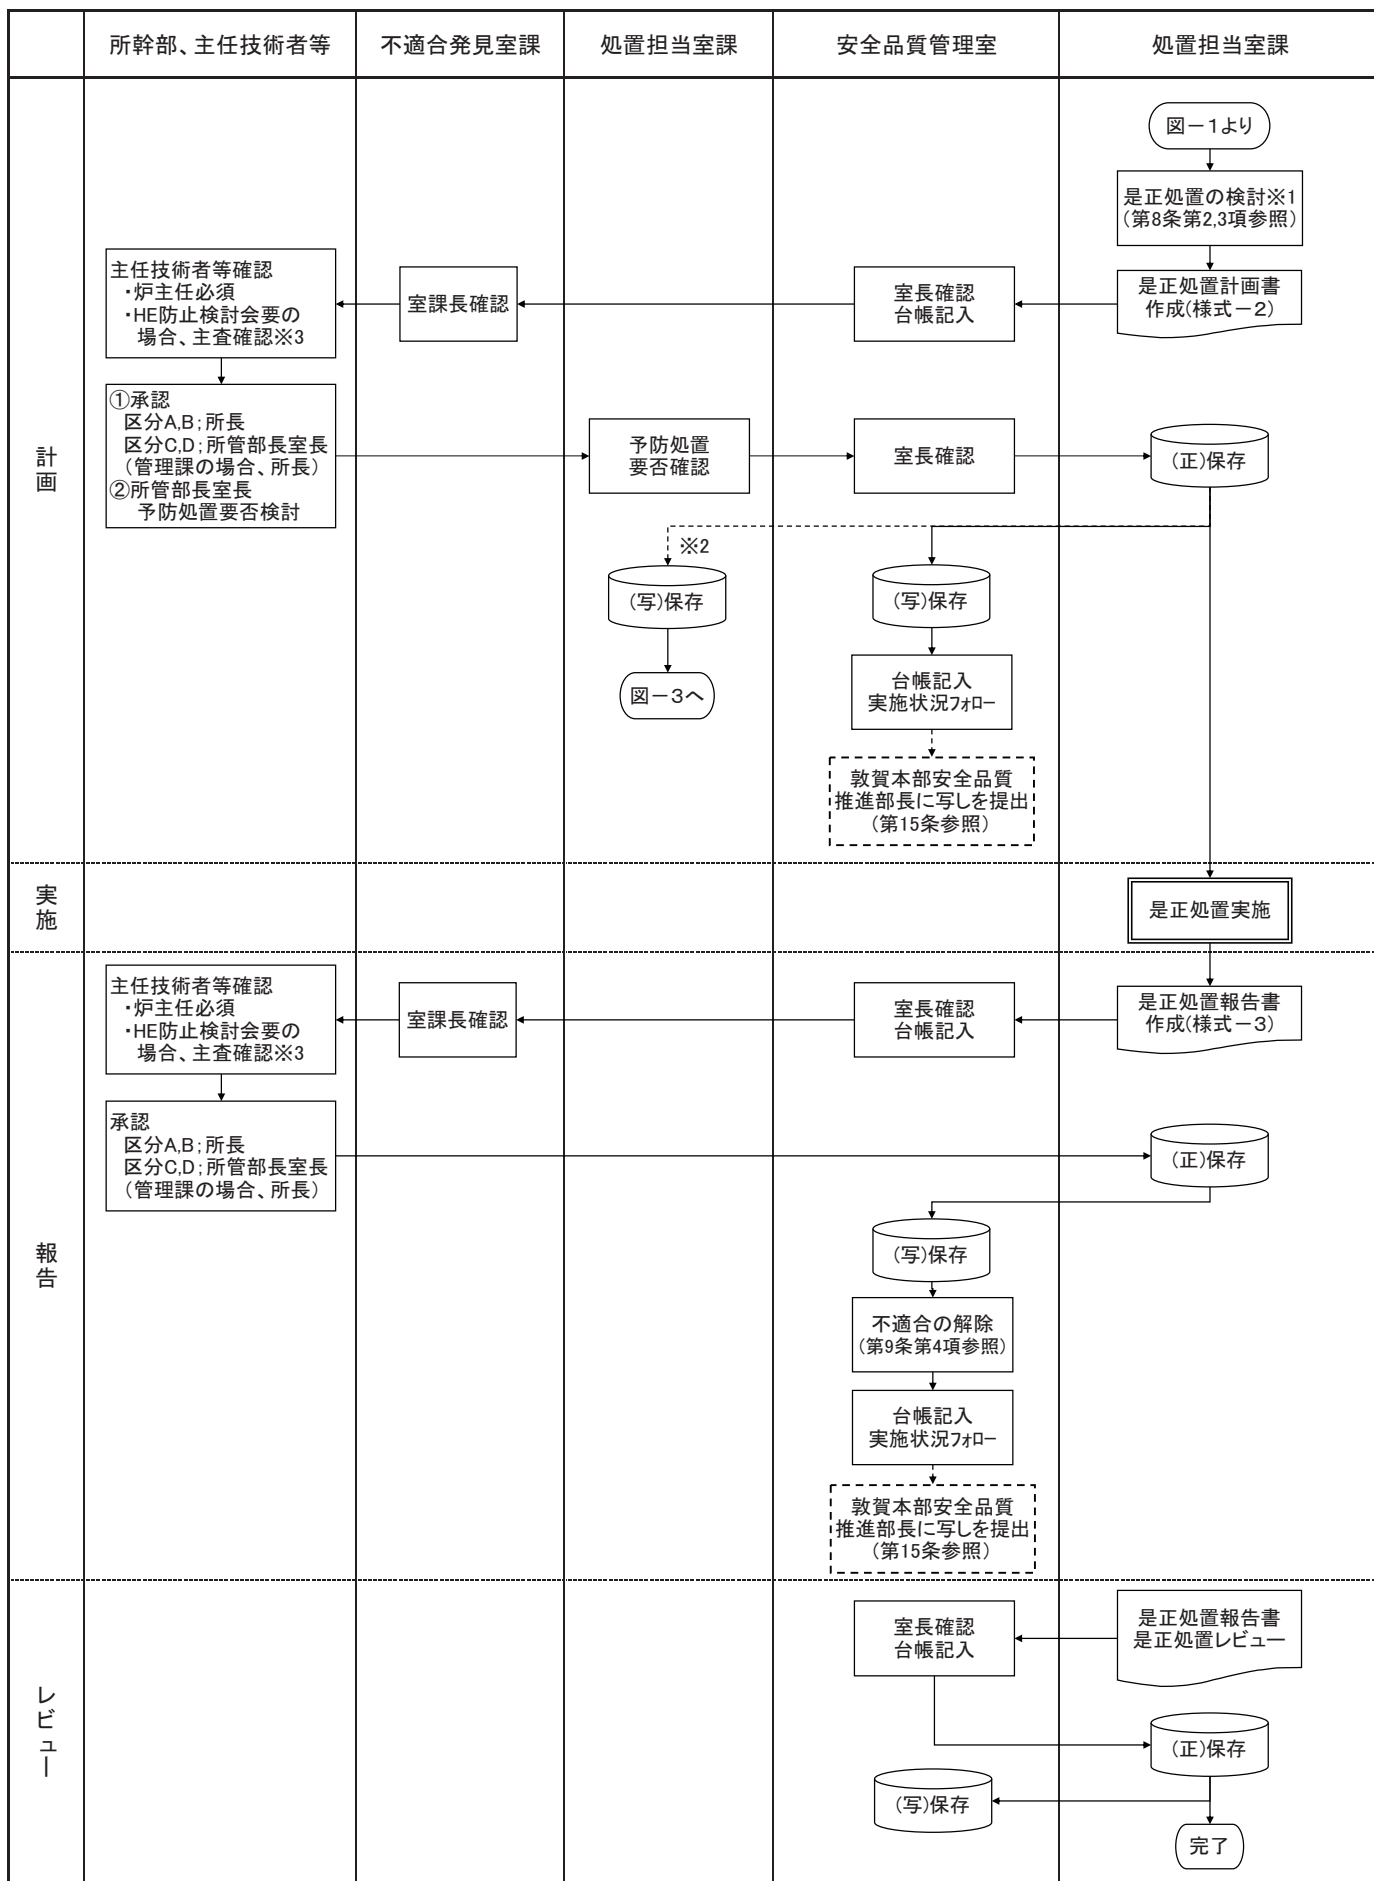 所幹部、主任技術者等
不適合発見室課
処置担当室課
安全品質管理室
処置担当室課
計画
図－1より
是正処置の検討※1
(第8条第2,3項参照)
是正処置計画書
作成(様式－2)
室長確認
台帳記入
室課長確認
主任技術者等確認
・炉主任必須
・HE防止検討会要の
場合、主査確認※3
①承認
区分A,B;所長
区分C,D;所管部長室長
(管理課の場合、所長)
②所管部長室長
予防処置要否検討
予防処置
要否確認
室長確認
(正)保存
※2
(写)保存
図－3へ
(写)保存
台帳記入
実施状況フォロー
敦賀本部安全品質
推進部長に写しを提出
(第15条参照)
実施
是正処置実施
報告
是正処置報告書
作成(様式－3)
室長確認
台帳記入
室課長確認
主任技術者等確認
・炉主任必須
・HE防止検討会要の
場合、主査確認※3
承認
区分A,B;所長
区分C,D;所管部長室長
(管理課の場合、所長)
(正)保存
(写)保存
不適合の解除
(第9条第4項参照)
台帳記入
実施状況フォロー
敦賀本部安全品質
推進部長に写しを提出
(第15条参照)
レビュー
是正処置報告書
是正処置レビュー
室長確認
台帳記入
(正)保存
(写)保存
完了